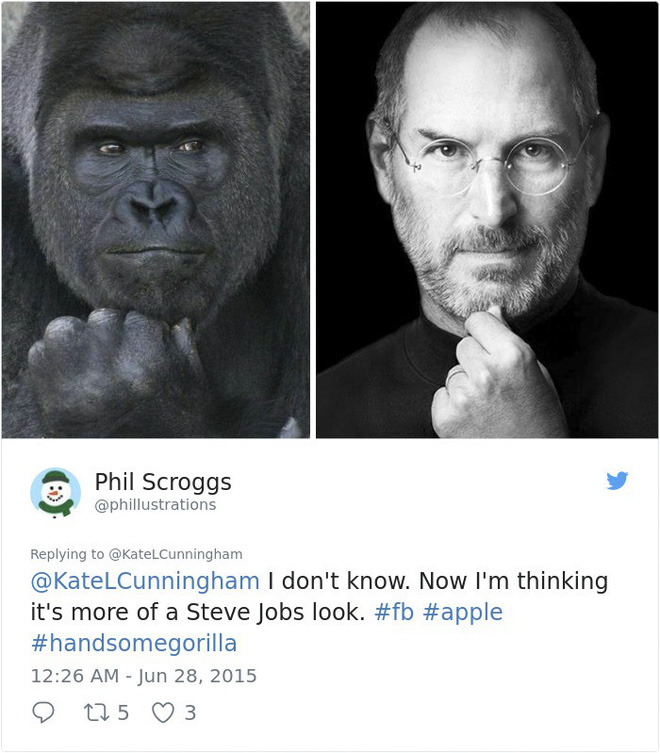 Phil Scroggs
@phillustrations
Replying to @KateLCunningham
@KateLCunningham I don't know. Now I'm thinking
it's more of a Steve Jobs look. #fb #apple
#handsomegorilla
12:26 AM - Jun 28, 2015
5 3